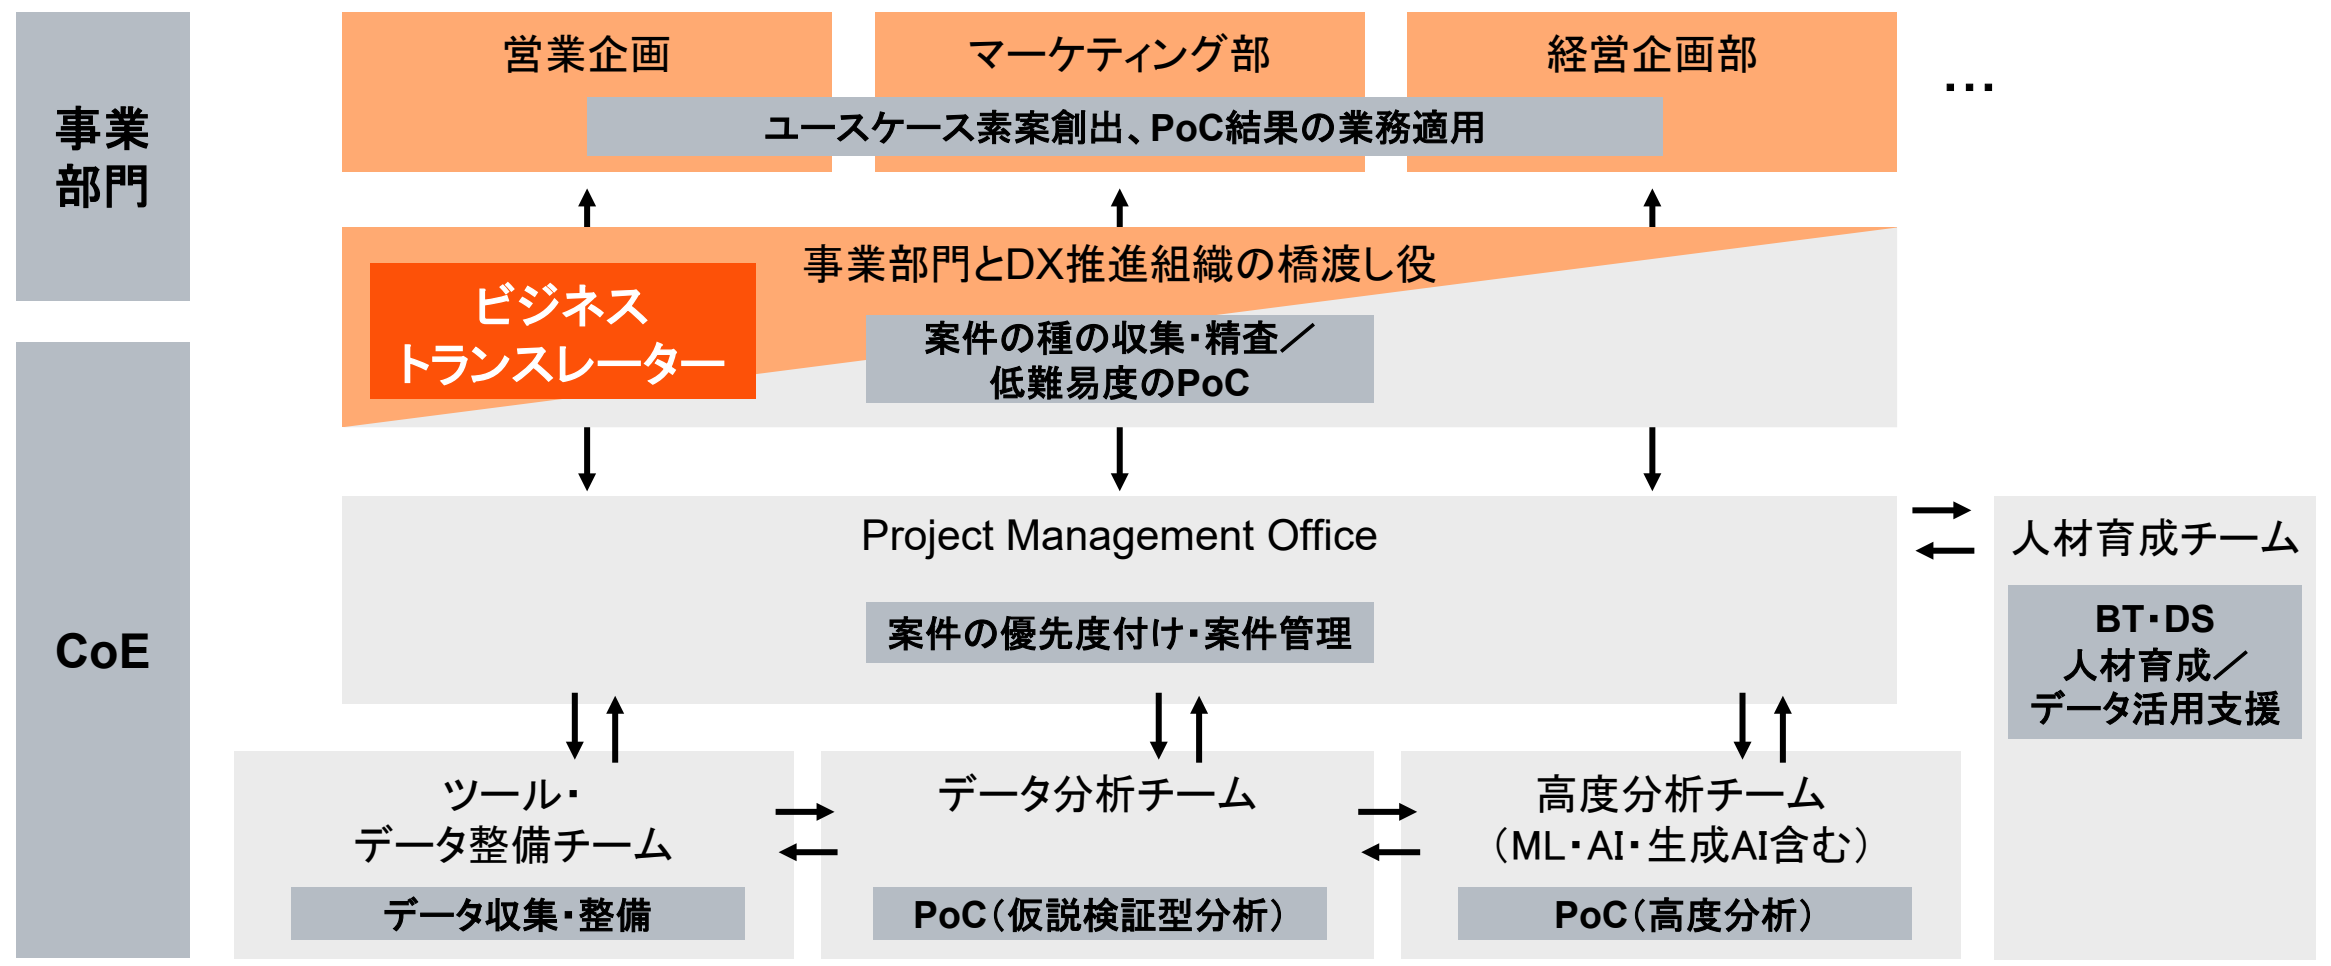 事業
部門
営業企画
マーケティング部
経営企画部
…
ユースケース素案創出、PoC結果の業務適用
事業部門とDX推進組織の橋渡し役
ビジネス
トランスレーター
案件の種の収集・精査／
低難易度のPoC
CoE
Project Management Office
案件の優先度付け・案件管理
人材育成チーム
BT・DS
人材育成／
データ活用支援
ツール・
データ整備チーム
データ収集・整備
データ分析チーム
PoC（仮説検証型分析）
高度分析チーム
（ML・AI・生成AI含む）
PoC（高度分析）